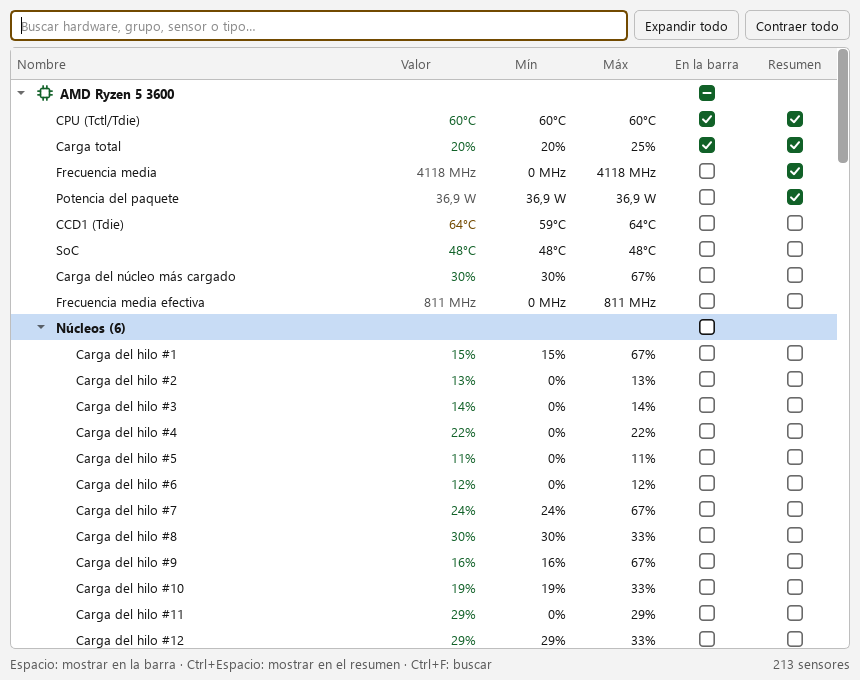 Buscar hardware, grupo, sensor o tipo... Expandir todo Contraer todo
Nombre Valor Mín Máx En la barra Resumen
AMD Ryzen 5 3600
CPU (Tctl/Tdie) 60°C 60°C 60°C
Carga total 20% 20% 25%
Frecuencia media 4118 MHz 0 MHz 4118 MHz
Potencia del paquete 36,9 W 36,9 W 36,9 W
CCD1 (Tdie) 64°C 59°C 64°C
SoC 48°C 48°C 48°C
Carga del núcleo más cargado 30% 30% 67%
Frecuencia media efectiva 811 MHz 0 MHz 811 MHz
Núcleos (6)
Carga del hilo #1 15% 15% 67%
Carga del hilo #2 13% 0% 13%
Carga del hilo #3 14% 0% 14%
Carga del hilo #4 22% 0% 22%
Carga del hilo #5 11% 0% 11%
Carga del hilo #6 12% 0% 12%
Carga del hilo #7 24% 24% 67%
Carga del hilo #8 30% 30% 33%
Carga del hilo #9 16% 16% 67%
Carga del hilo #10 19% 19% 33%
Carga del hilo #11 29% 0% 29%
Carga del hilo #12 29% 29% 33%
Espacio: mostrar en la barra · Ctrl+Espacio: mostrar en el resumen · Ctrl+F: buscar 213 sensores